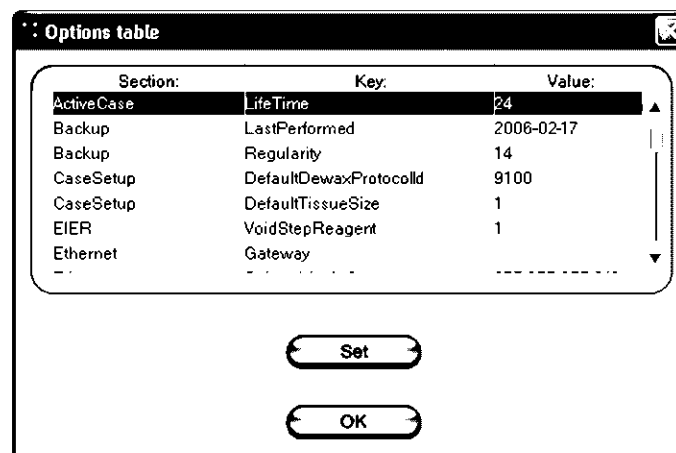 Options table
Section: Key: Value:
ActiveCase LifeTime 24
Backup LastPerformed 2006-02-17
Backup Regularity 14
CaseSetup DefaultDewaxProtocolId 9100
CaseSetup DefaultTissueSize 1
EIER VoidStepReagent 1
Ethernet Gateway
Set
OK